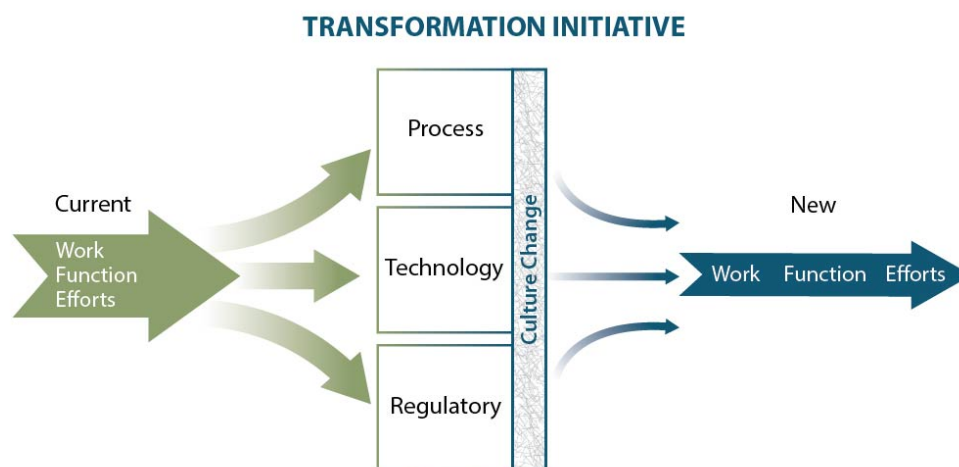 TRANSFORMATION INITIATIVE
Current
Work
Function
Efforts
Process
Technology
Regulatory
Culture Change
New
Work Function Efforts